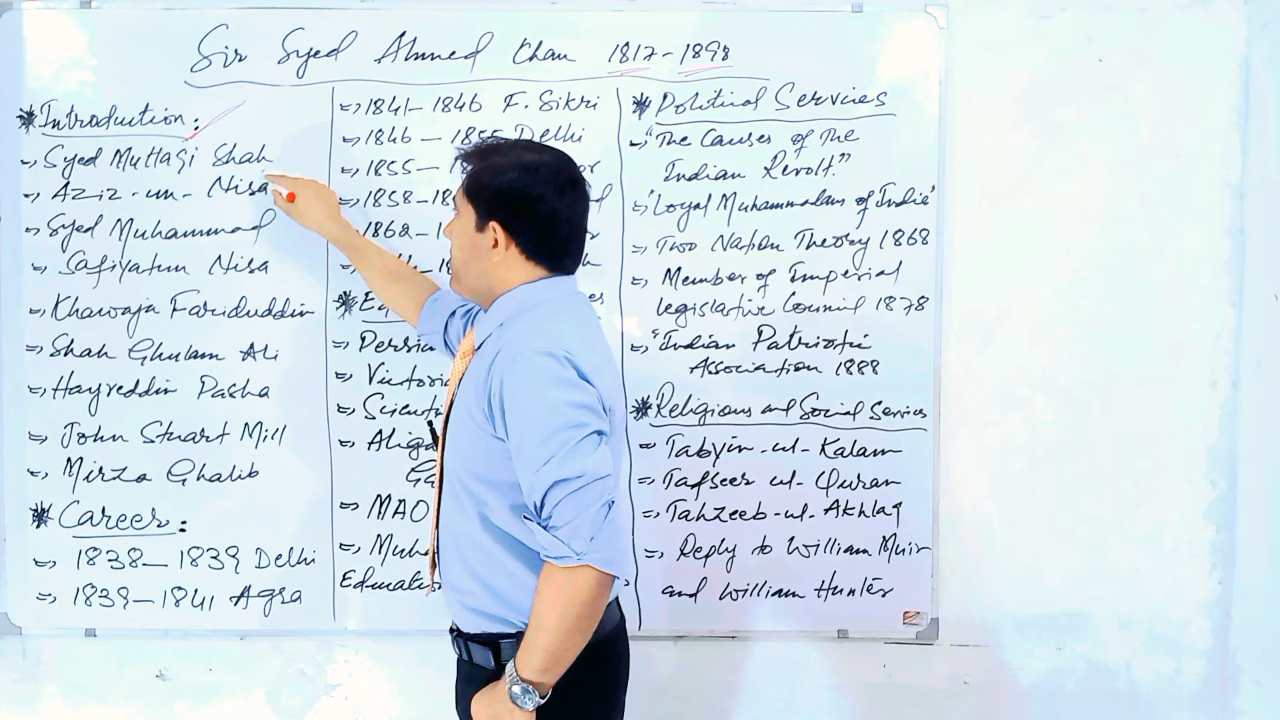 Sir Syed Ahmed Khan 1817-1898
* Introduction:
=> Syed Muttaqi Shah
=> Aziz-un-Nisa
=> Syed Muhammad
=> Safiyatun Nisa
=> Khawaja Fariduddin
=> Shah Ghulam Ali
=> Hayreddin Pasha
=> John Stuart Mill
=> Mirza Ghalib
* Career:
=> 1838-1839 Delhi
=> 1839-1841 Agra
=> 1841-1846 F. Sikri
=> 1846-1855 Delhi
=> 1855-
=> 1858-
1862-
=>
*
=>
=>
=>
=>
=> MAO
=>
* Political Services
=> "The Causes of the
Indian Revolt."
=> "Loyal Muhammadans of India"
=> Two Nation Theory 1868
=> Member of Imperial
legislative Council 1878
=> "Indian Patriotic
Association 1888
* Religious and Social Services
=> Tabyin-ul-Kalam
=> Tafseer ul-Quran
=> Tahzeeb-ul-Akhlaq
=> Reply to William Muir
and William Hunter